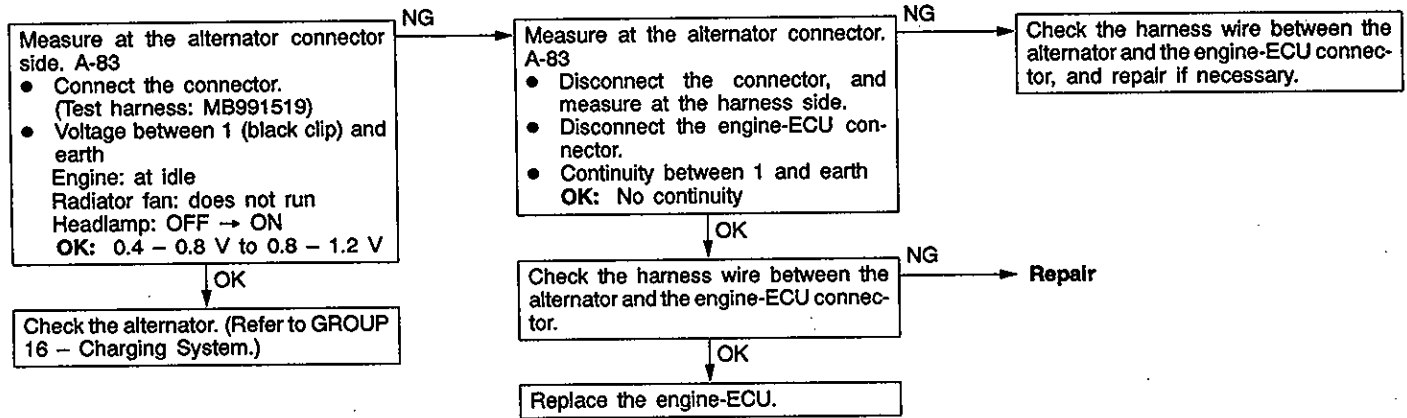 Measure at the alternator connector
side. A-83
● Connect the connector.
(Test harness: MB991519)
● Voltage between 1 (black clip) and
earth
Engine: at idle
Radiator fan: does not run
Headlamp: OFF → ON
OK: 0.4 – 0.8 V to 0.8 – 1.2 V
NG
OK
Check the alternator. (Refer to GROUP
16 – Charging System.)
Measure at the alternator connector.
A-83
● Disconnect the connector, and
measure at the harness side.
● Disconnect the engine-ECU con-
nector.
● Continuity between 1 and earth
OK: No continuity
NG
Check the harness wire between the
alternator and the engine-ECU connec-
tor, and repair if necessary.
OK
Check the harness wire between the
alternator and the engine-ECU connec-
tor.
NG
Repair
OK
Replace the engine-ECU.